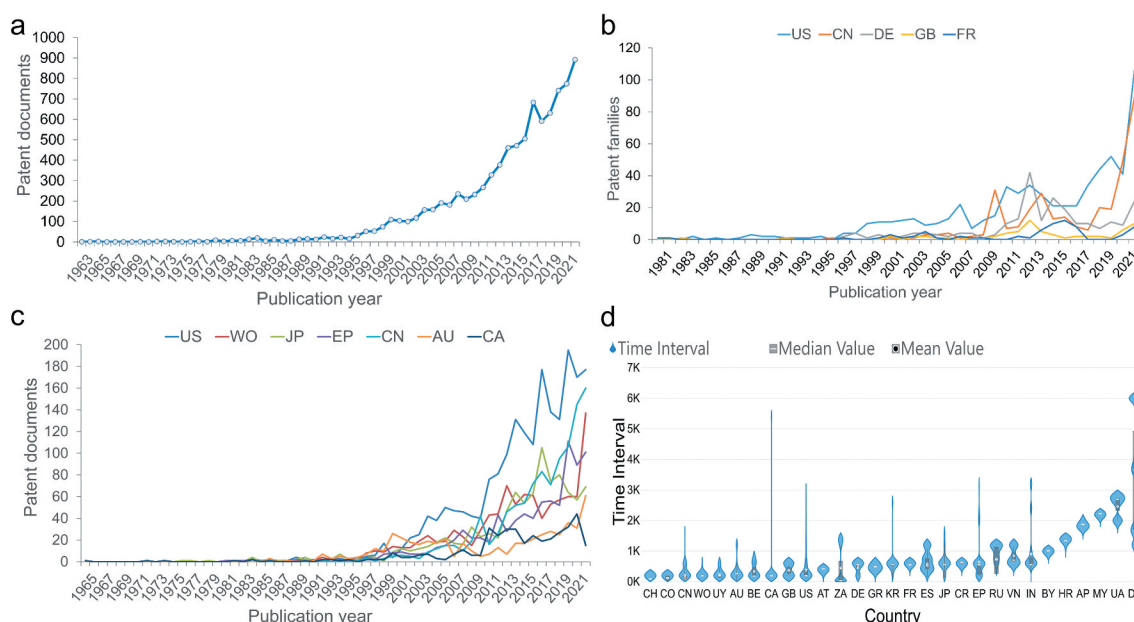 a
1000
900
800
700
600
500
400
300
200
100
0
Patent documents
1963 1965 1967 1969 1971 1973 1975 1977 1979 1981 1983 1985 1987 1989 1991 1993 1995 1997 1999 2001 2003 2005 2007 2009 2011 2013 2015 2017 2019 2021
Publication year
b
US CN DE GB FR
120
100
80
60
40
20
0
Patent families
1981 1983 1985 1987 1989 1991 1993 1995 1997 1999 2001 2003 2005 2007 2009 2011 2013 2015 2017 2019 2021
Publication year
c
US WO JP EP CN AU CA
200
180
160
140
120
100
80
60
40
20
0
Patent documents
1965 1967 1969 1971 1973 1975 1977 1979 1981 1983 1985 1987 1989 1991 1993 1995 1997 1999 2001 2003 2005 2007 2009 2011 2013 2015 2017 2019 2021
Publication year
d
Time Interval Median Value Mean Value
7K
6K
5K
4K
3K
2K
1K
0K
Time Interval
CH CO CN WO UY AU BE CA GB US AT ZA DE GR KR FR ES JP CR EP RU VN IN BY HR AP MY UA
Country